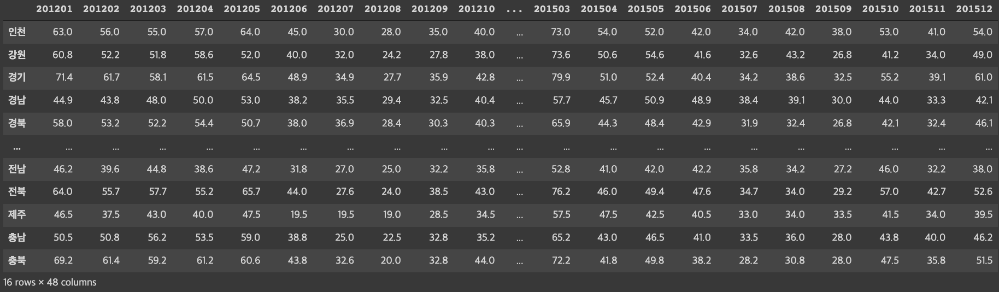 201201 201202 201203 201204 201205 201206 201207 201208 201209 201210 ... 201503 201504 201505 201506 201507 201508 201509 201510 201511 201512
인천 63.0 56.0 55.0 57.0 64.0 45.0 30.0 28.0 35.0 40.0 ... 73.0 54.0 52.0 42.0 34.0 42.0 38.0 53.0 41.0 54.0
강원 60.8 52.2 51.8 58.6 52.0 40.0 32.0 24.2 27.8 38.0 ... 73.6 50.6 54.6 41.6 32.6 43.2 26.8 41.2 34.0 49.0
경기 71.4 61.7 58.1 61.5 64.5 48.9 34.9 27.7 35.9 42.8 ... 79.9 51.0 52.4 40.4 34.2 38.6 32.5 55.2 39.1 61.0
경남 44.9 43.8 48.0 50.0 53.0 38.2 35.5 29.4 32.5 40.4 ... 57.7 45.7 50.9 48.9 38.4 39.1 30.0 44.0 33.3 42.1
경북 58.0 53.2 52.2 54.4 50.7 38.0 36.9 28.4 30.3 40.3 ... 65.9 44.3 48.4 42.9 31.9 32.4 26.8 42.1 32.4 46.1
... ... ... ... ... ... ... ... ... ... ... ... ... ... ... ... ... ... ... ... ... ...
전남 46.2 39.6 44.8 38.6 47.2 31.8 27.0 25.0 32.2 35.8 ... 52.8 41.0 42.0 42.2 35.8 34.2 27.2 46.0 32.2 38.0
전북 64.0 55.7 57.7 55.2 65.7 44.0 27.6 24.0 38.5 43.0 ... 76.2 46.0 49.4 47.6 34.7 34.0 29.2 57.0 42.7 52.6
제주 46.5 37.5 43.0 40.0 47.5 19.5 19.5 19.0 28.5 34.5 ... 57.5 47.5 42.5 40.5 33.0 34.0 33.5 41.5 34.0 39.5
충남 50.5 50.8 56.2 53.5 59.0 38.8 25.0 22.5 32.8 35.2 ... 65.2 43.0 46.5 41.0 33.5 36.0 28.0 43.8 40.0 46.2
충북 69.2 61.4 59.2 61.2 60.6 43.8 32.6 20.0 32.8 44.0 ... 72.2 41.8 49.8 38.2 28.2 30.8 28.0 47.5 35.8 51.5
16 rows × 48 columns